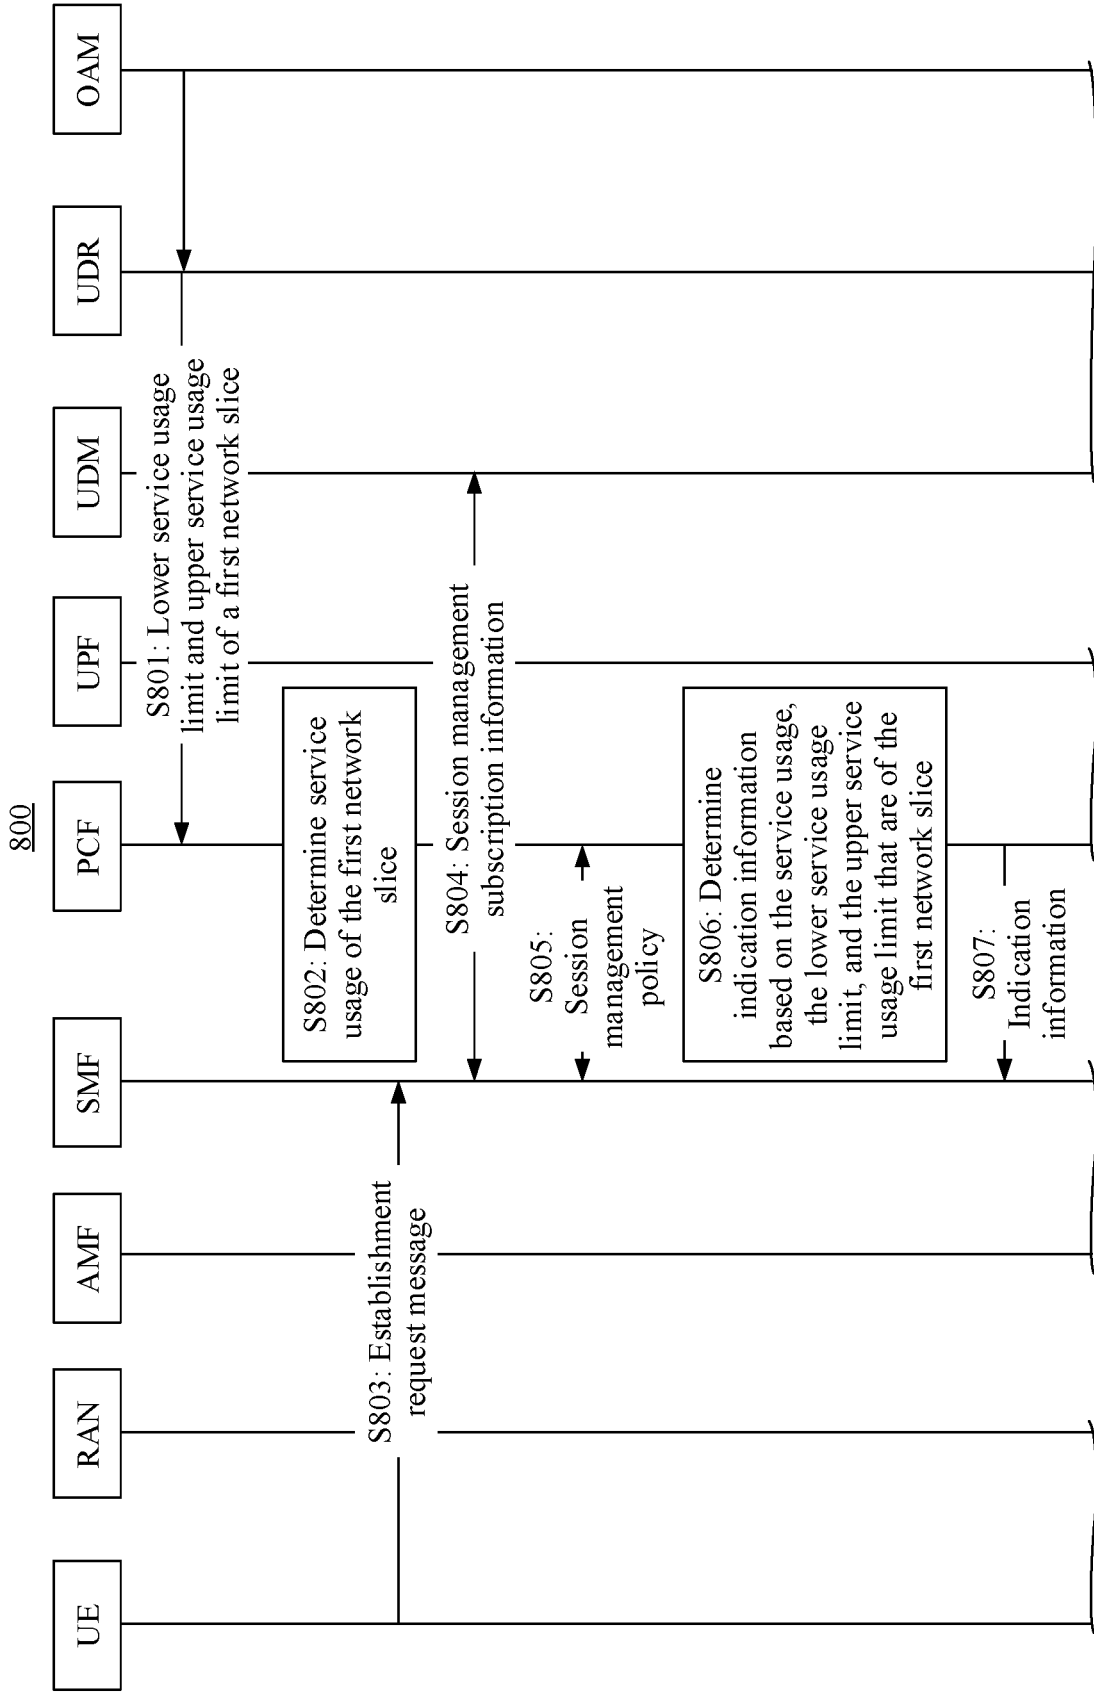 800
UE
RAN
AMF
SMF
PCF
UPF
UDM
UDR
OAM
S801: Lower service usage
limit and upper service usage
limit of a first network slice
S802: Determine service
usage of the first network
slice
S803: Establishment
request message
S804: Session management
subscription information
S805:
Session
management
policy
S806: Determine
indication information
based on the service usage,
the lower service usage
limit, and the upper service
usage limit that are of the
first network slice
S807:
Indication
information